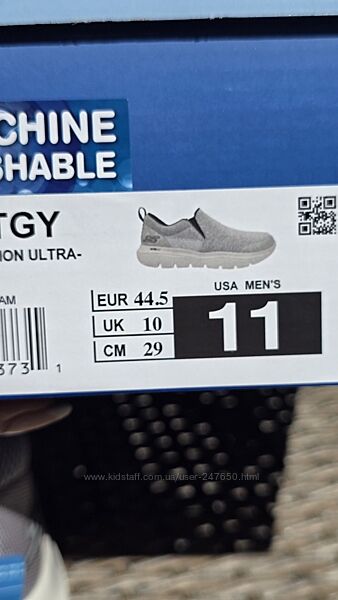 CHINE
SHABLE
TGY
ION ULTRA-
AM
373 1
EUR 44.5
UK 10
CM 29
USA MEN'S
11
www.kidstaff.com.ua/user-247650.html